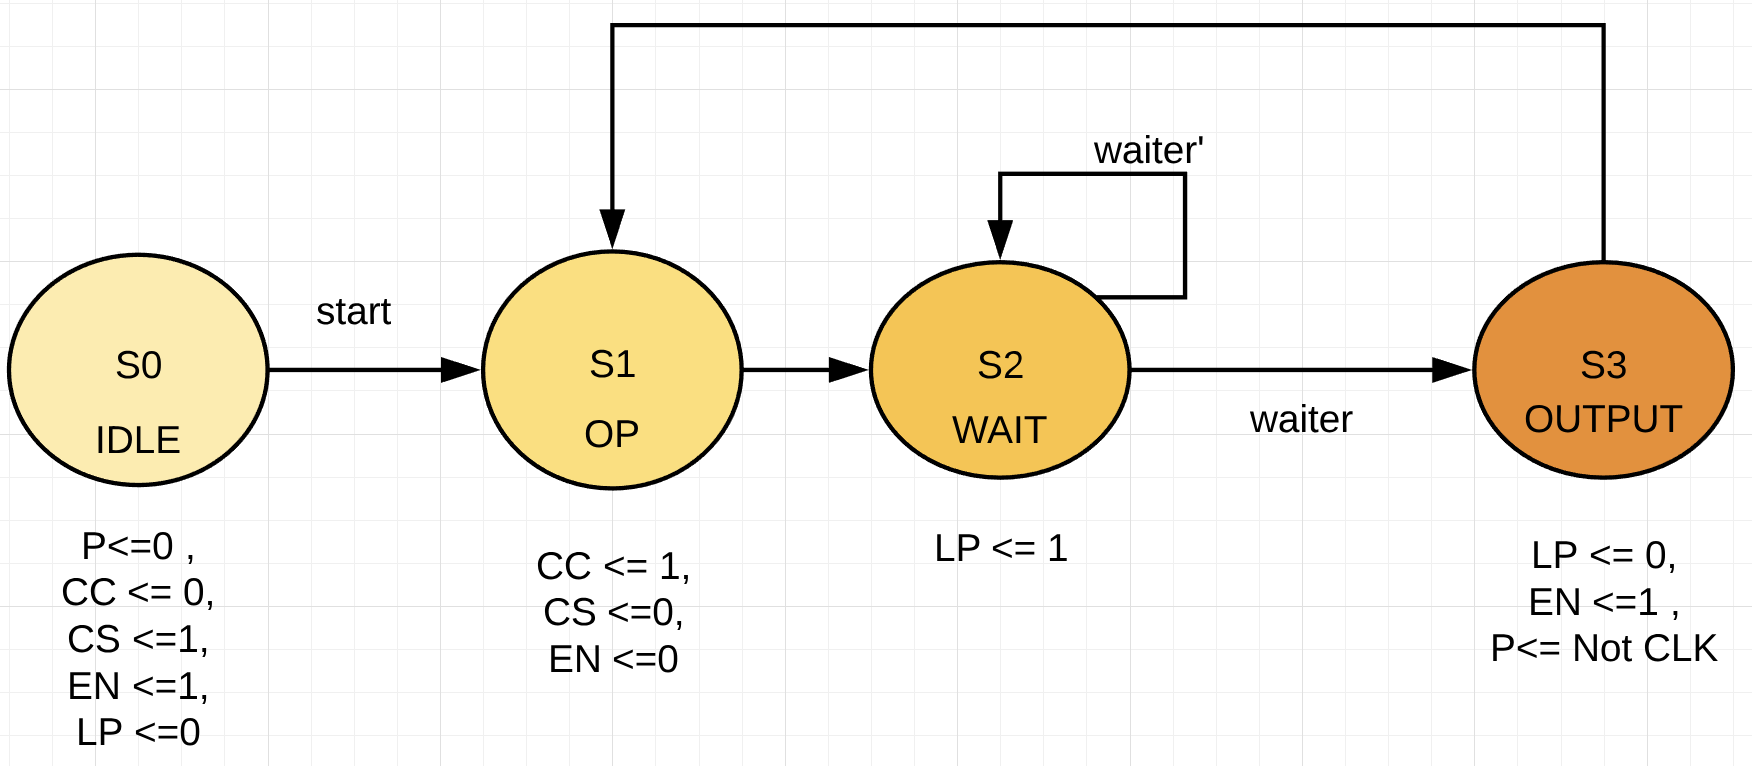 waiter'
start
S0
IDLE
S1
OP
S2
WAIT
waiter
S3
OUTPUT
P<=0 ,
CC <= 0,
CS <=1,
EN <=1,
LP <=0
CC <= 1,
CS <=0,
EN <=0
LP <= 1
LP <= 0,
EN <=1 ,
P<= Not CLK